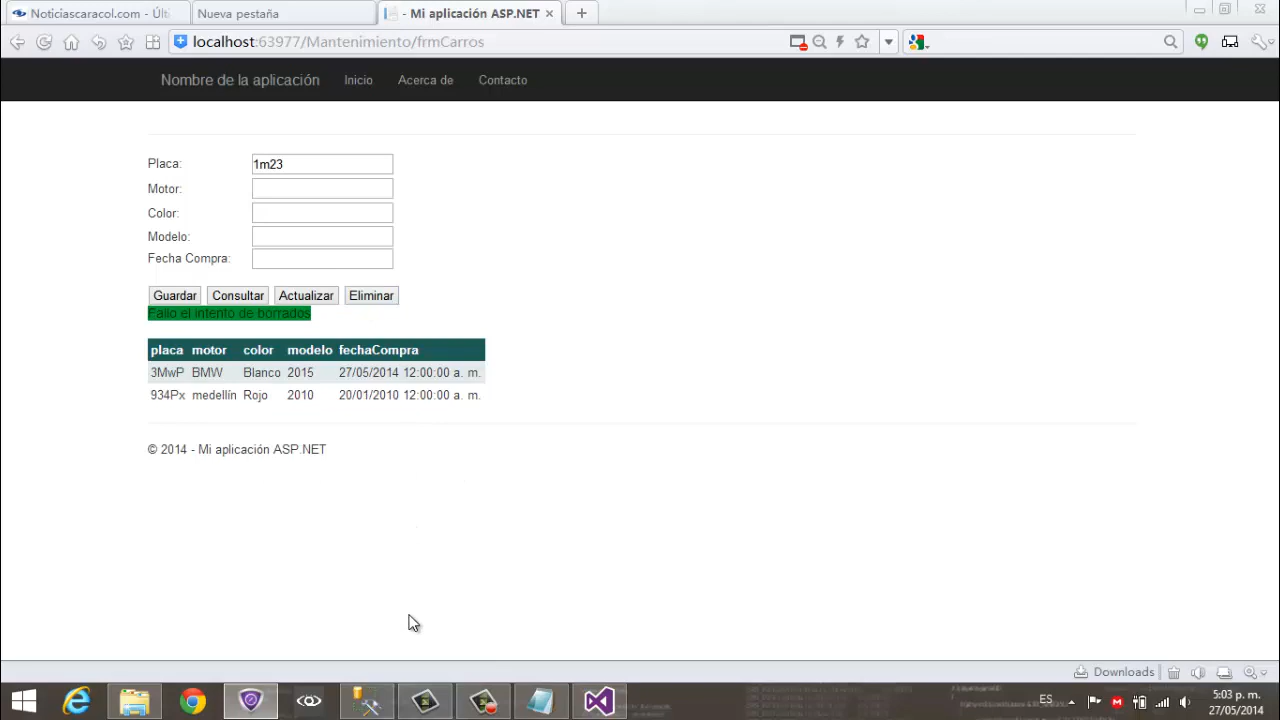 Noticiascaracol.com - Últi
Nueva pestaña
- Mi aplicación ASP.NET
localhost:63977/Mantenimiento/frmCarros
Nombre de la aplicación Inicio Acerca de Contacto
Placa: 1m23
Motor:
Color:
Modelo:
Fecha Compra:
Guardar Consultar Actualizar Eliminar
Fallo el intento de borrados
placa motor color modelo fechaCompra
3MwP BMW Blanco 2015 27/05/2014 12:00:00 a. m.
934Px medellín Rojo 2010 20/01/2010 12:00:00 a. m.
© 2014 - Mi aplicación ASP.NET
Downloads
ES
5:03 p. m.
27/05/2014